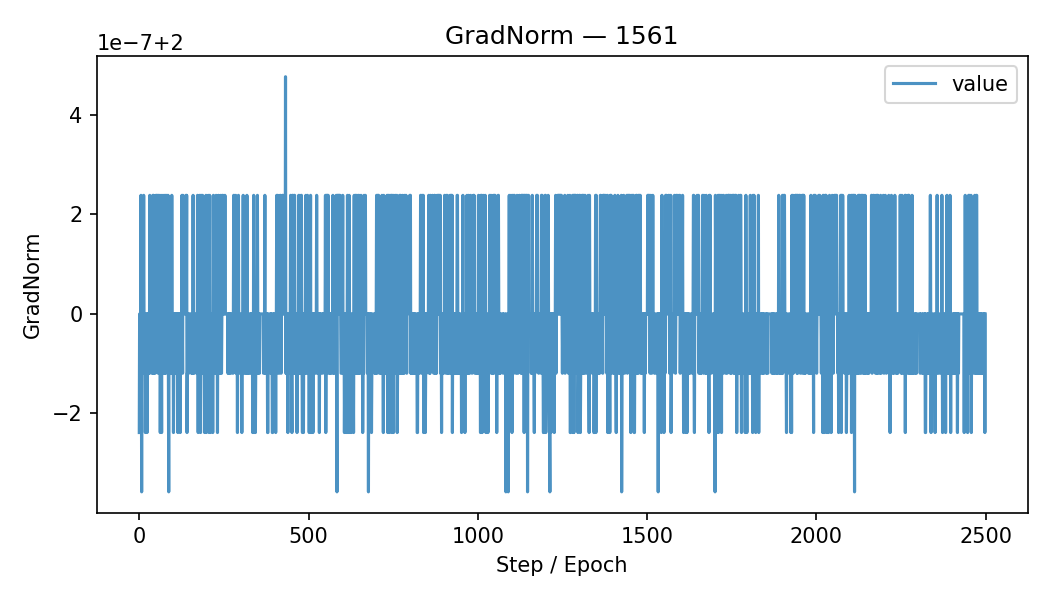 GradNorm — 1561
1e−7+2
value
GradNorm
4
2
0
−2
0 500 1000 1500 2000 2500
Step / Epoch